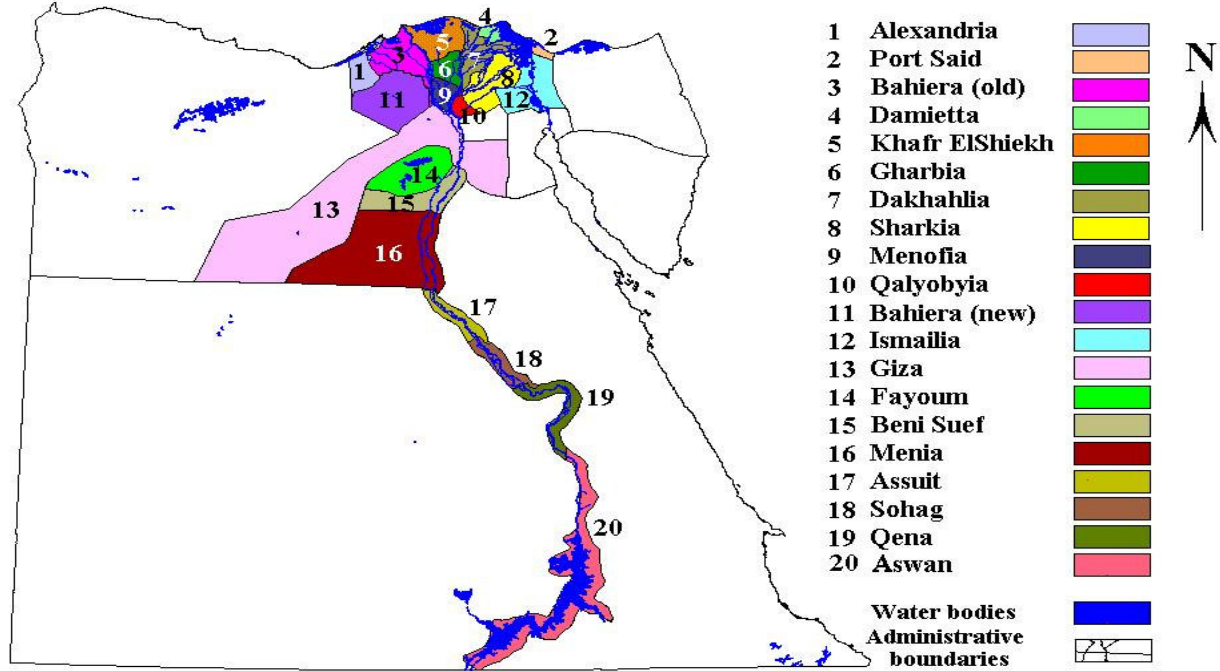 4
2
5
3
1
7
6
8
11
9
12
10
14
13
15
16
17
18
19
20
1 Alexandria
2 Port Said
3 Bahiera (old)
4 Damietta
5 Khafr ElShiekh
6 Gharbia
7 Dakhahlia
8 Sharkia
9 Menofia
10 Qalyobyia
11 Bahiera (new)
12 Ismailia
13 Giza
14 Fayoum
15 Beni Suef
16 Menia
17 Assuit
18 Sohag
19 Qena
20 Aswan
Water bodies
Administrative
boundaries
N